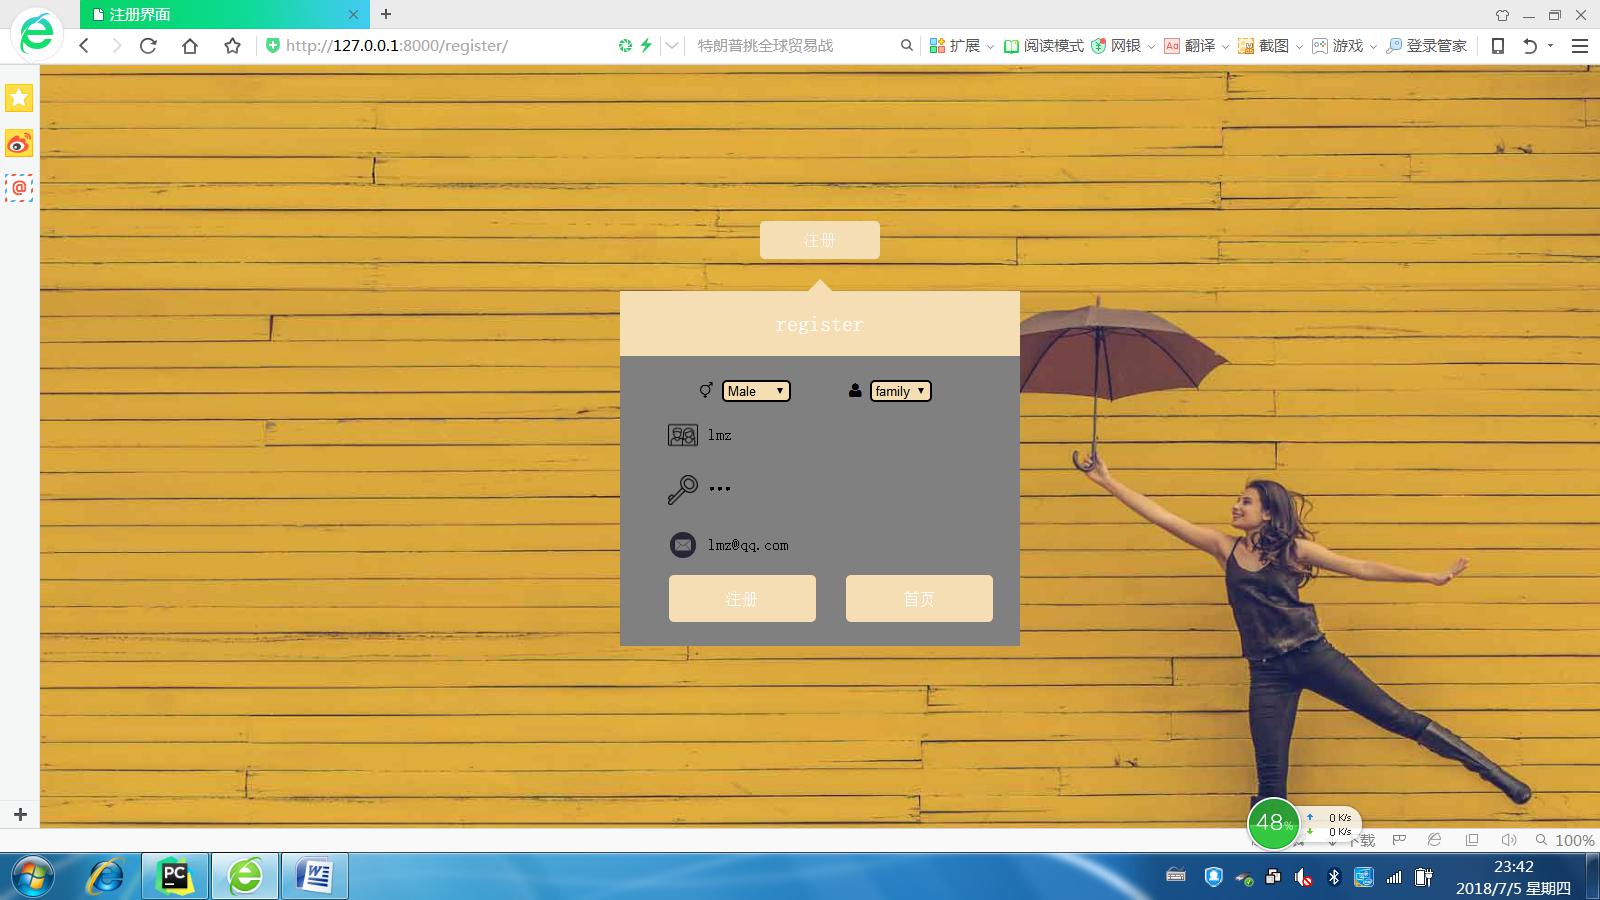 注册界面
http://127.0.0.1:8000/register/
特朗普挑全球贸易战
扩展
阅读模式
网银
翻译
截图
游戏
登录管家
注册
register
Male
family
lmz
•••
lmz@qq.com
注册
首页
48%
0 K/s
0 K/s
下载
100%
PC
23:42
2018/7/5 星期四